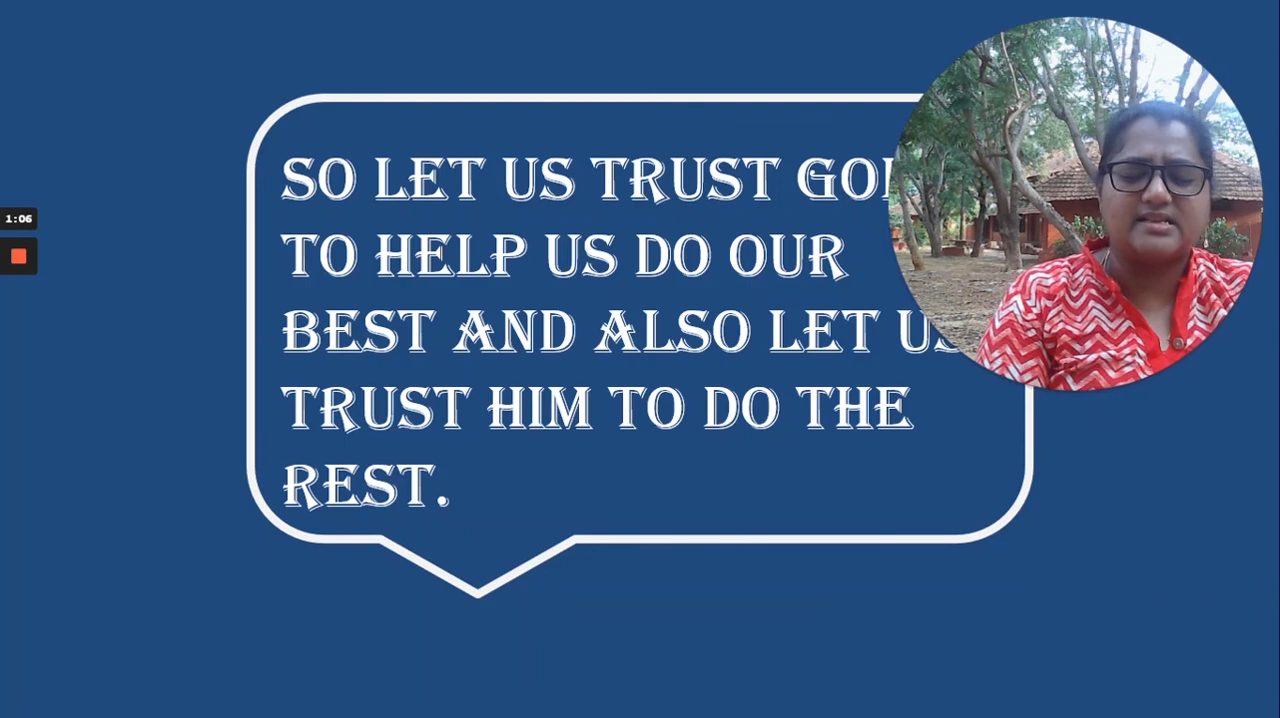 1:06
SO LET US TRUST
TO HELP US DO OUR
BEST AND ALSO LET US
TRUST HIM TO DO THE
REST.